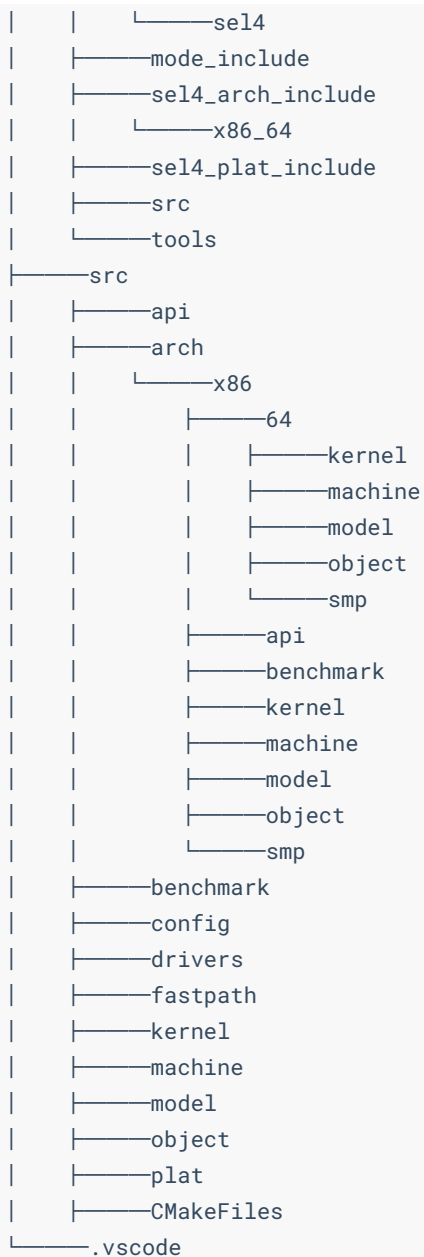 │    │    └────sel4
│    ├────mode_include
│    ├────sel4_arch_include
│    │    └────x86_64
│    ├────sel4_plat_include
│    ├────src
│    └────tools
├────src
│    ├────api
│    ├────arch
│    │    └────x86
│    │        ├────64
│    │        │    ├────kernel
│    │        │    ├────machine
│    │        │    ├────model
│    │        │    ├────object
│    │        │    └────smp
│    │        ├────api
│    │        ├────benchmark
│    │        ├────kernel
│    │        ├────machine
│    │        ├────model
│    │        ├────object
│    │        └────smp
│    ├────benchmark
│    ├────config
│    ├────drivers
│    ├────fastpath
│    ├────kernel
│    ├────machine
│    ├────model
│    ├────object
│    ├────plat
│    ├────CMakeFiles
└────.vscode